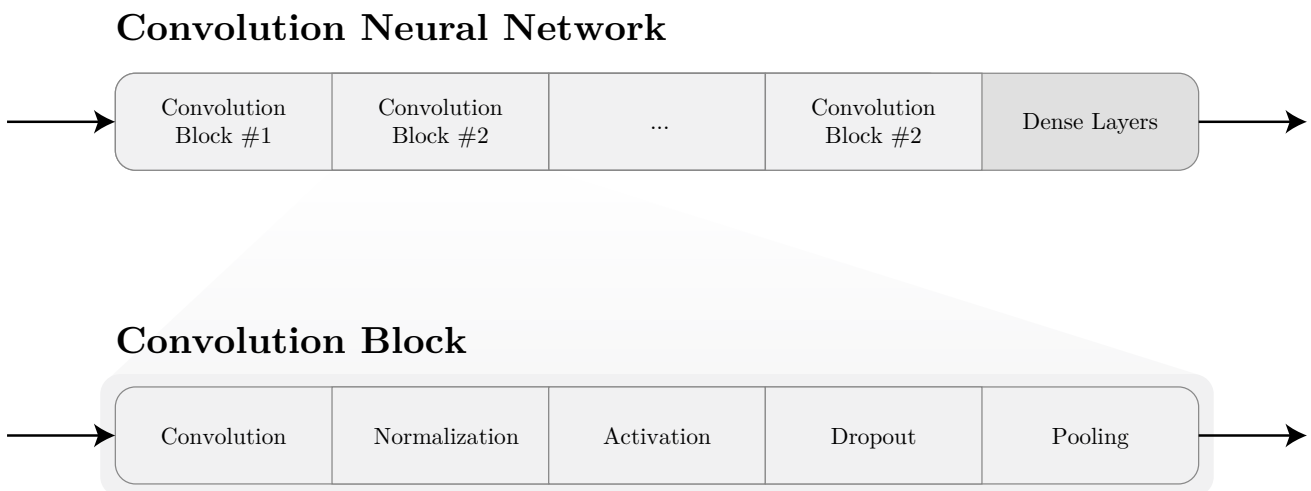 Convolution Neural Network
Convolution
Block #1
Convolution
Block #2
...
Convolution
Block #2
Dense Layers
Convolution Block
Convolution
Normalization
Activation
Dropout
Pooling